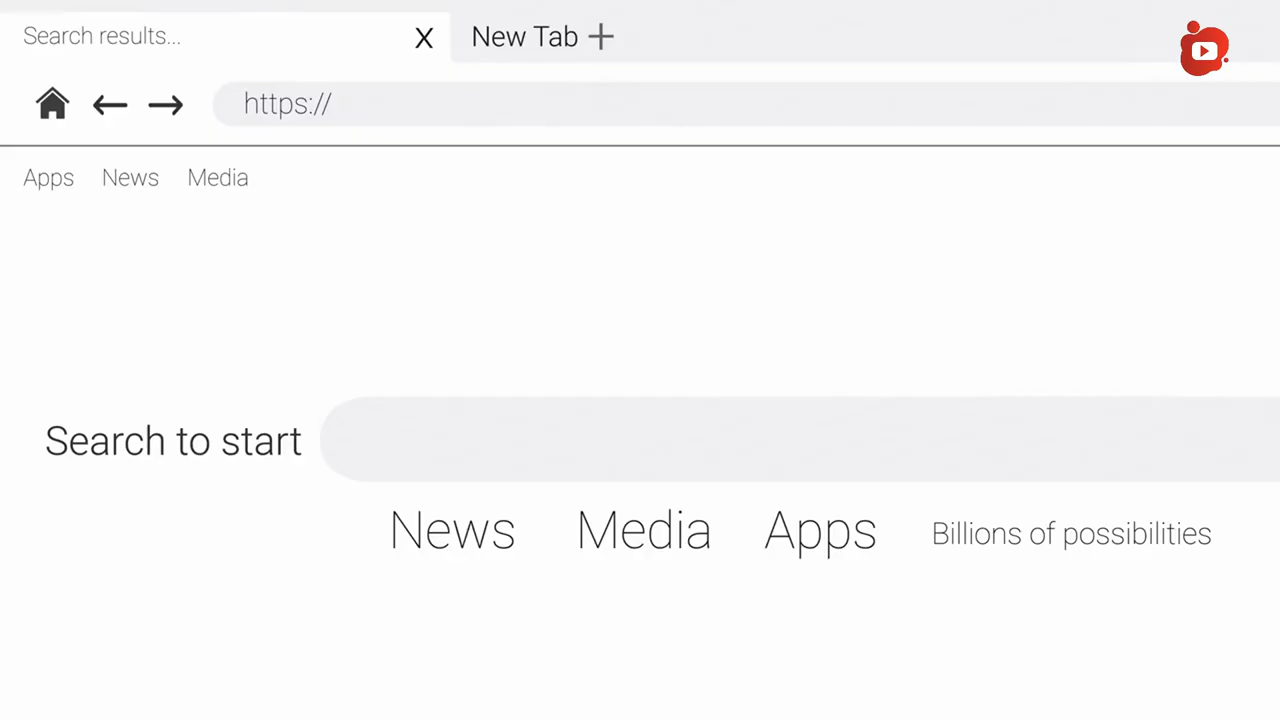 Search results... X New Tab +
https://
Apps News Media
Search to start
News Media Apps Billions of possibilities